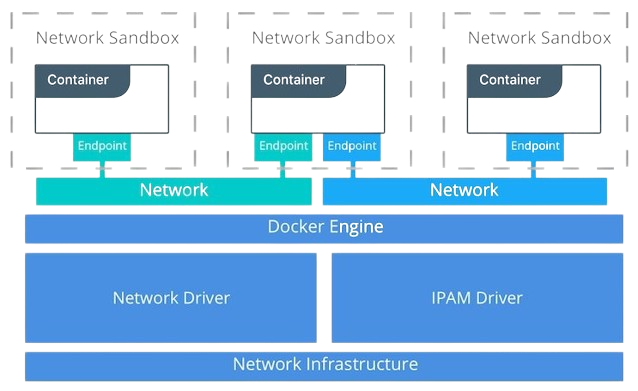 Network Sandbox
Network Sandbox
Network Sandbox
Container
Container
Container
Endpoint
Endpoint
Endpoint
Endpoint
Network
Network
Docker Engine
Network Driver
IPAM Driver
Network Infrastructure